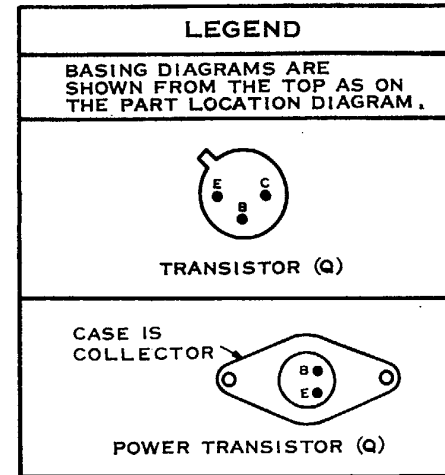 LEGEND
BASING DIAGRAMS ARE
SHOWN FROM THE TOP AS ON
THE PART LOCATION DIAGRAM.
E C
B
TRANSISTOR (Q)
CASE IS
COLLECTOR
B
E
POWER TRANSISTOR (Q)